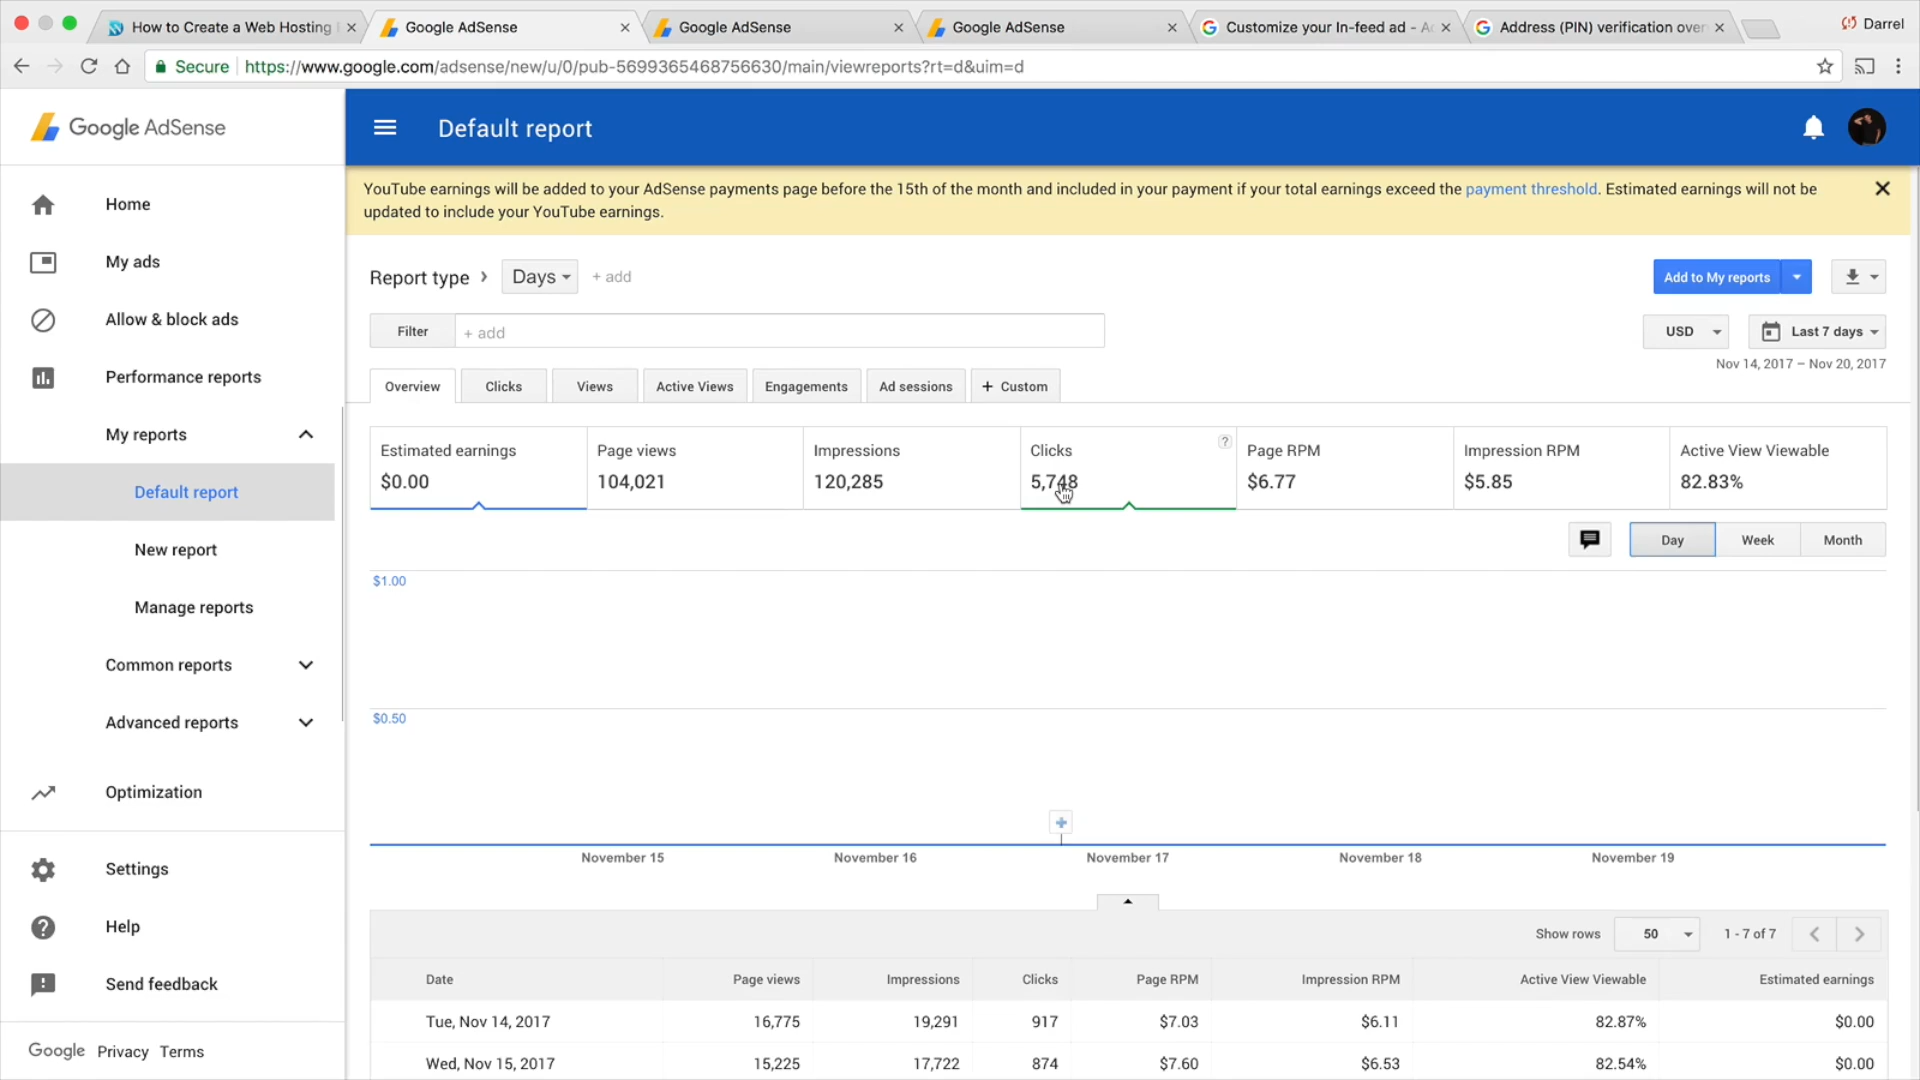 How to Create a Web Hosting
Google AdSense
Google AdSense
Google AdSense
Customize your In-feed ad - A
Address (PIN) verification over
Darrel
Secure
https://www.google.com/adsense/new/u/0/pub-5699365468756630/main/viewreports?rt=d&uim=d
Google AdSense
Default report
YouTube earnings will be added to your AdSense payments page before the 15th of the month and included in your payment if your total earnings exceed the payment threshold. Estimated earnings will not be
updated to include your YouTube earnings.
Home
My ads
Allow & block ads
Performance reports
My reports
Default report
New report
Manage reports
Common reports
Advanced reports
Optimization
Settings
Help
Send feedback
Google Privacy Terms
Report type › Days + add
Add to My reports
Filter + add
USD
Last 7 days
Nov 14, 2017 – Nov 20, 2017
Overview Clicks Views Active Views Engagements Ad sessions + Custom
Estimated earnings Page views Impressions Clicks ? Page RPM Impression RPM Active View Viewable
$0.00 104,021 120,285 5,748 $6.77 $5.85 82.83%
Day Week Month
$1.00
$0.50
November 15 November 16 November 17 November 18 November 19
Show rows 50 1 - 7 of 7
Date Page views Impressions Clicks Page RPM Impression RPM Active View Viewable Estimated earnings
Tue, Nov 14, 2017 16,775 19,291 917 $7.03 $6.11 82.87% $0.00
Wed, Nov 15, 2017 15,225 17,722 874 $7.60 $6.53 82.54% $0.00